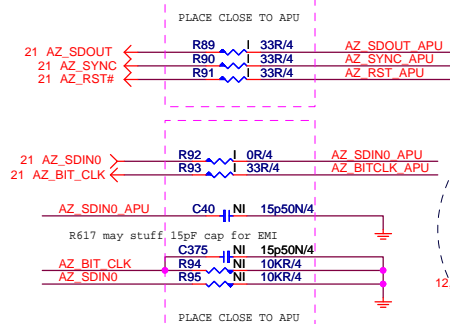 PLACE CLOSE TO APU
21 AZ_SDOUT R89 I 33R/4 AZ_SDOUT_APU
21 AZ_SYNC R90 I 33R/4 AZ_SYNC_APU
21 AZ_RST# R91 I 33R/4 AZ_RST_APU
21 AZ_SDIN0 R92 I 0R/4 AZ_SDIN0_APU
21 AZ_BIT_CLK R93 I 33R/4 AZ_BITCLK_APU
AZ_SDIN0_APU C40 NI 15p50N/4
R617 may stuff 15pF cap for EMI
C375 NI 15p50N/4
AZ_BIT_CLK R94 NI 10KR/4
AZ_SDIN0 R95 NI 10KR/4
12
PLACE CLOSE TO APU